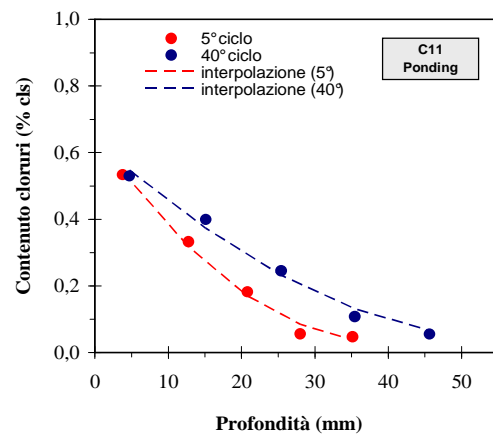 5° ciclo
40° ciclo
interpolazione (5°)
interpolazione (40°)
C11
Ponding
Contenuto cloruri (% cls)
1,0
0,8
0,6
0,4
0,2
0,0
0 10 20 30 40 50
Profondità (mm)